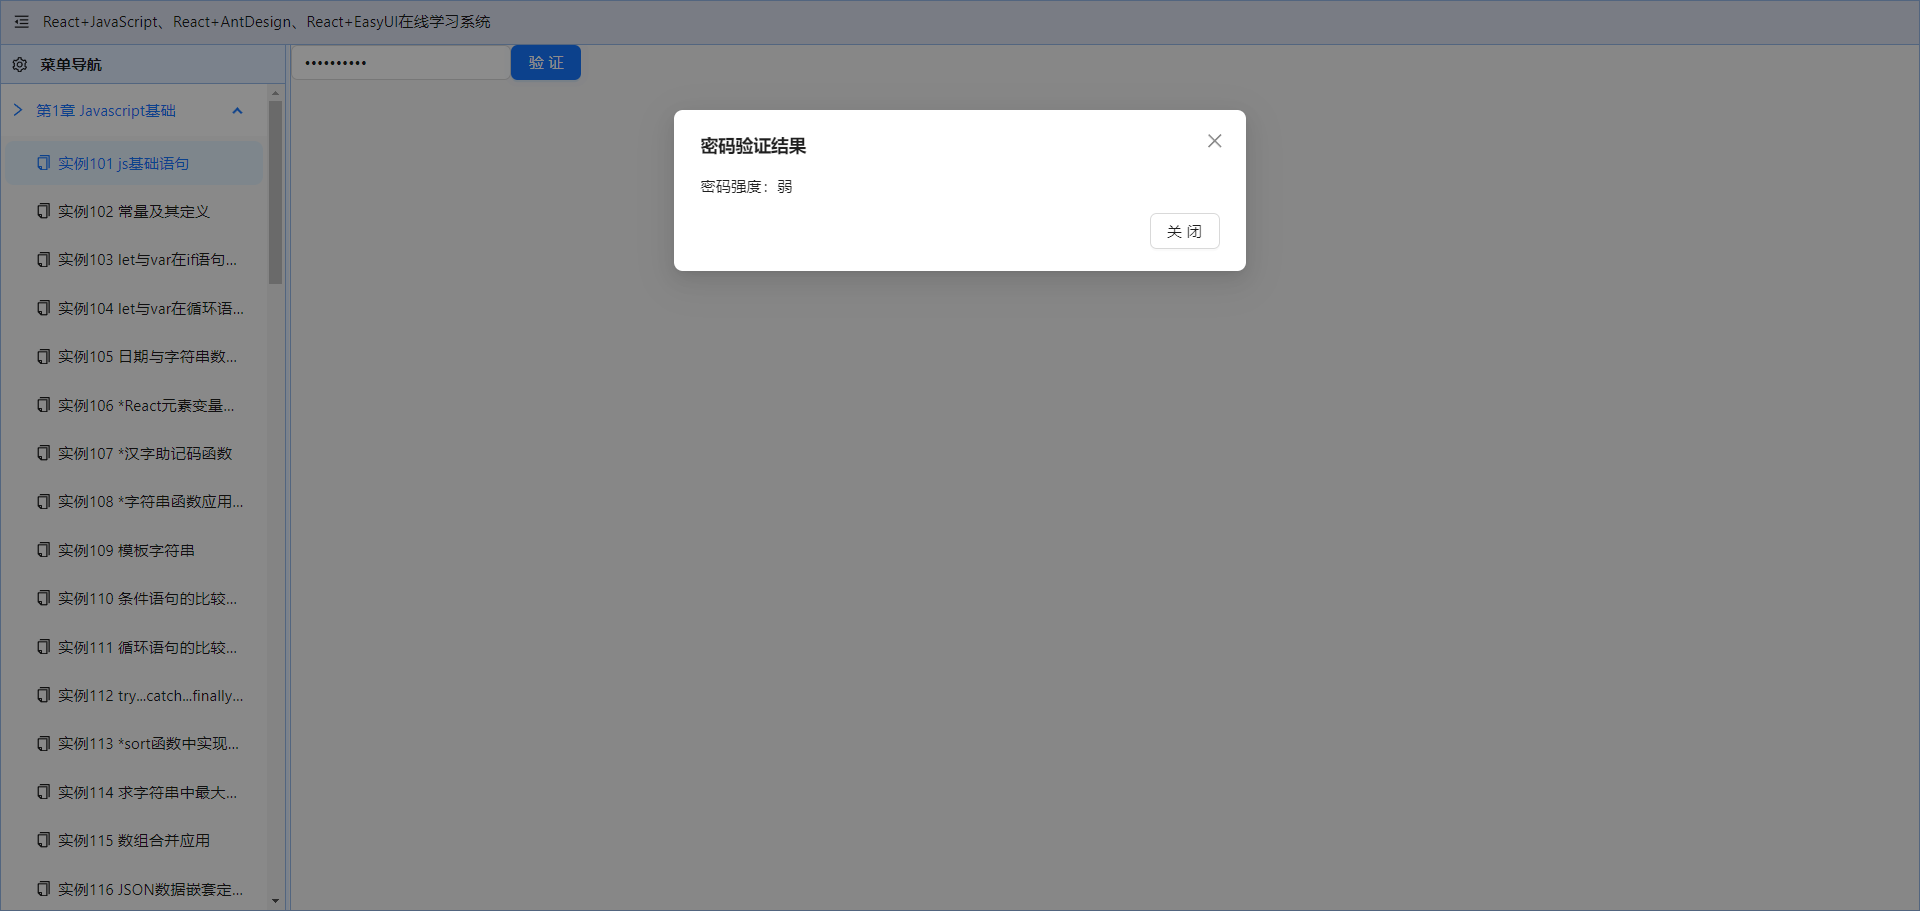 React+JavaScript、React+AntDesign、React+EasyUI在线学习系统
菜单导航
第1章 Javascript基础
实例101 js基础语句
实例102 常量及其定义
实例103 let与var在if语句...
实例104 let与var在循环语...
实例105 日期与字符串数...
实例106 *React元素变量...
实例107 *汉字助记码函数
实例108 *字符串函数应用...
实例109 模板字符串
实例110 条件语句的比较...
实例111 循环语句的比较...
实例112 try...catch...finally...
实例113 *sort函数中实现...
实例114 求字符串中最大...
实例115 数组合并应用
实例116 JSON数据嵌套定...
••••••••••
验 证
密码验证结果
密码强度：弱
关 闭